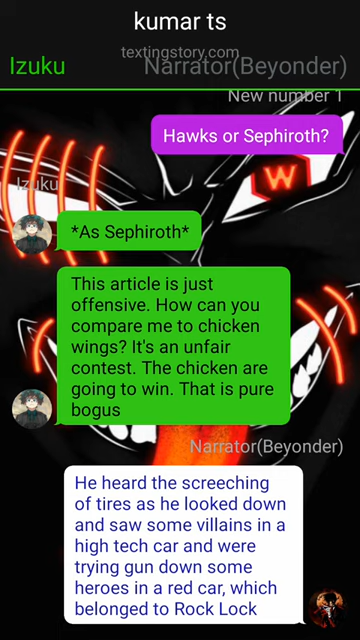 kumar ts
textingstory.com
Izuku
Narrator(Beyonder)
New number 1
Hawks or Sephiroth?
W
Izuku
*As Sephiroth*
This article is just
offensive. How can you
compare me to chicken
wings? It's an unfair
contest. The chicken are
going to win. That is pure
bogus
Narrator(Beyonder)
He heard the screeching
of tires as he looked down
and saw some villains in a
high tech car and were
trying gun down some
heroes in a red car, which
belonged to Rock Lock